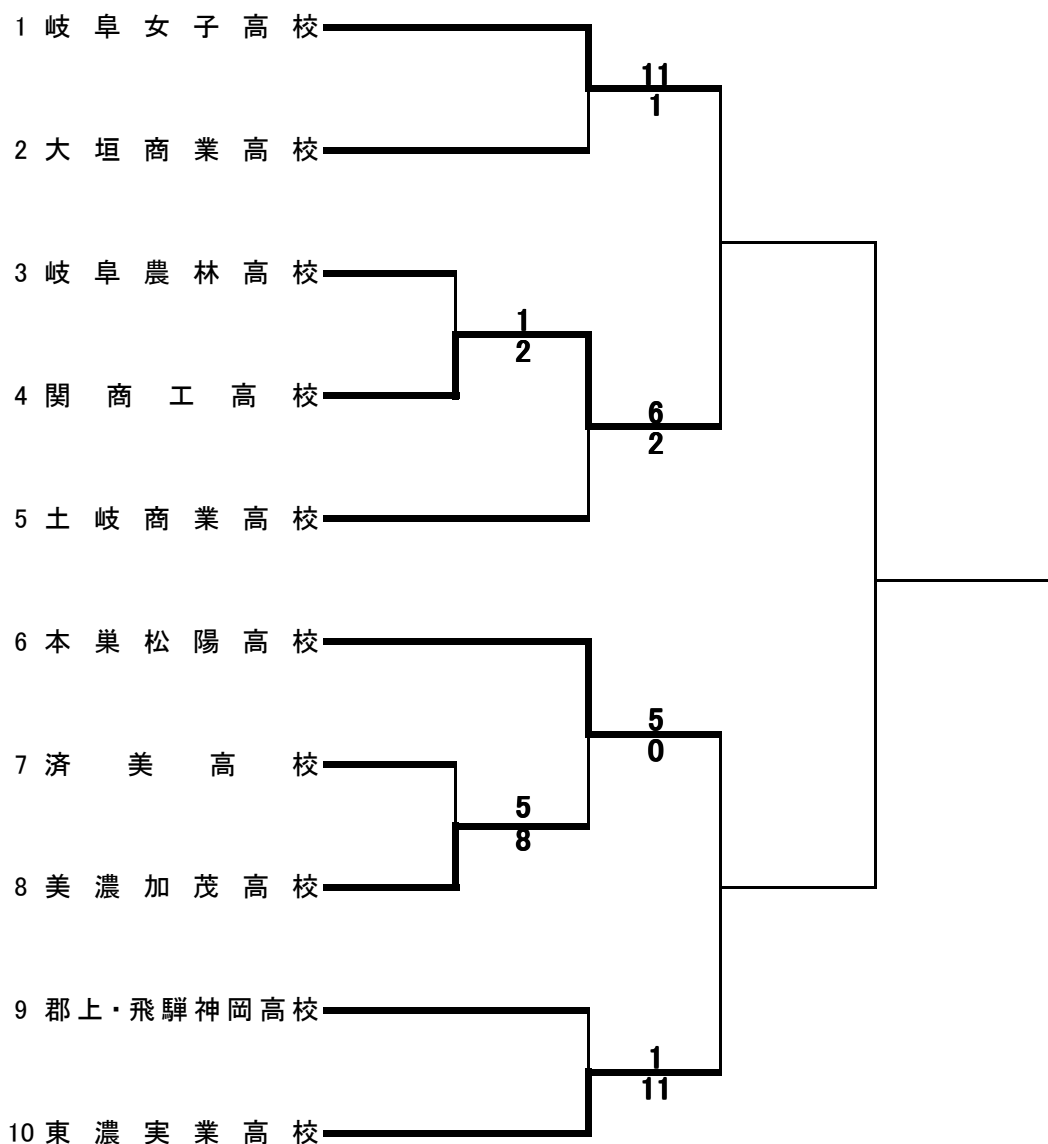 1 岐阜女子高校
11
1
2 大垣商業高校
3 岐阜農林高校
1
2
4 関商工高校
6
2
5 土岐商業高校
6 本巣松陽高校
5
0
7 済美高校
5
8
8 美濃加茂高校
9 郡上・飛騨神岡高校
1
11
10 東濃実業高校